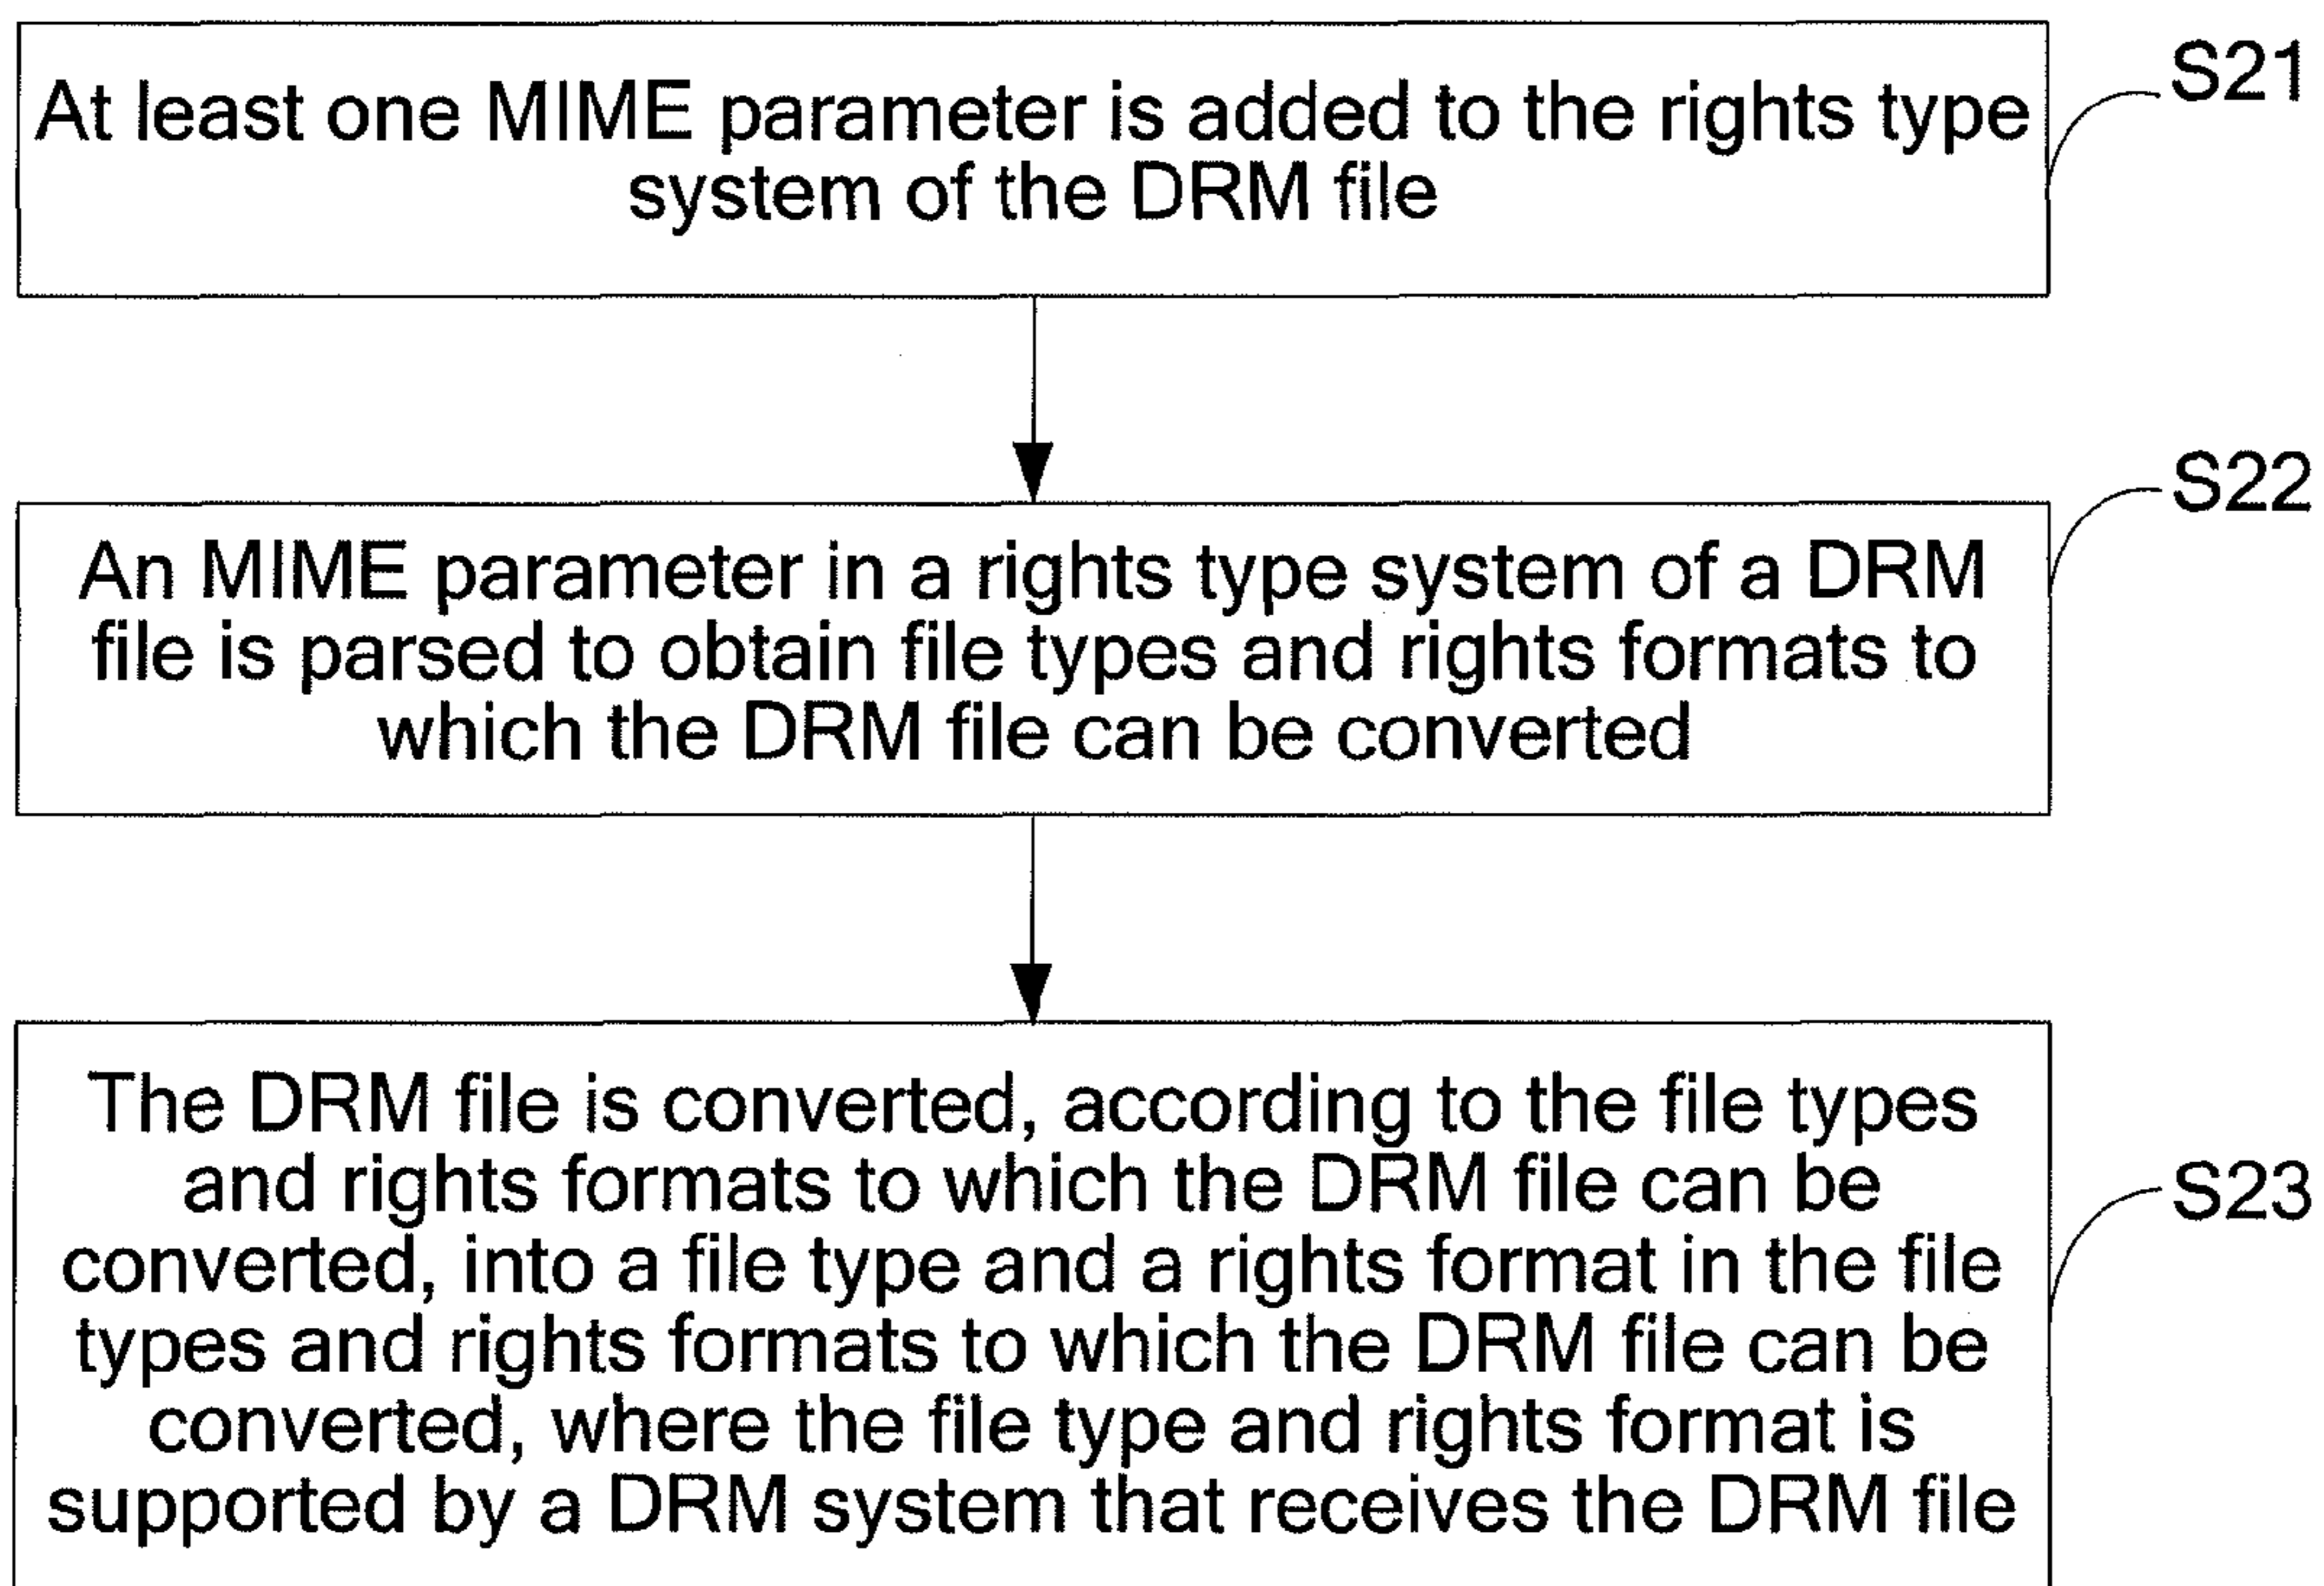 At least one MIME parameter is added to the rights type
system of the DRM file
S21
An MIME parameter in a rights type system of a DRM
file is parsed to obtain file types and rights formats to
which the DRM file can be converted
S22
The DRM file is converted, according to the file types
and rights formats to which the DRM file can be
converted, into a file type and a rights format in the file
types and rights formats to which the DRM file can be
converted, where the file type and rights format is
supported by a DRM system that receives the DRM file
S23